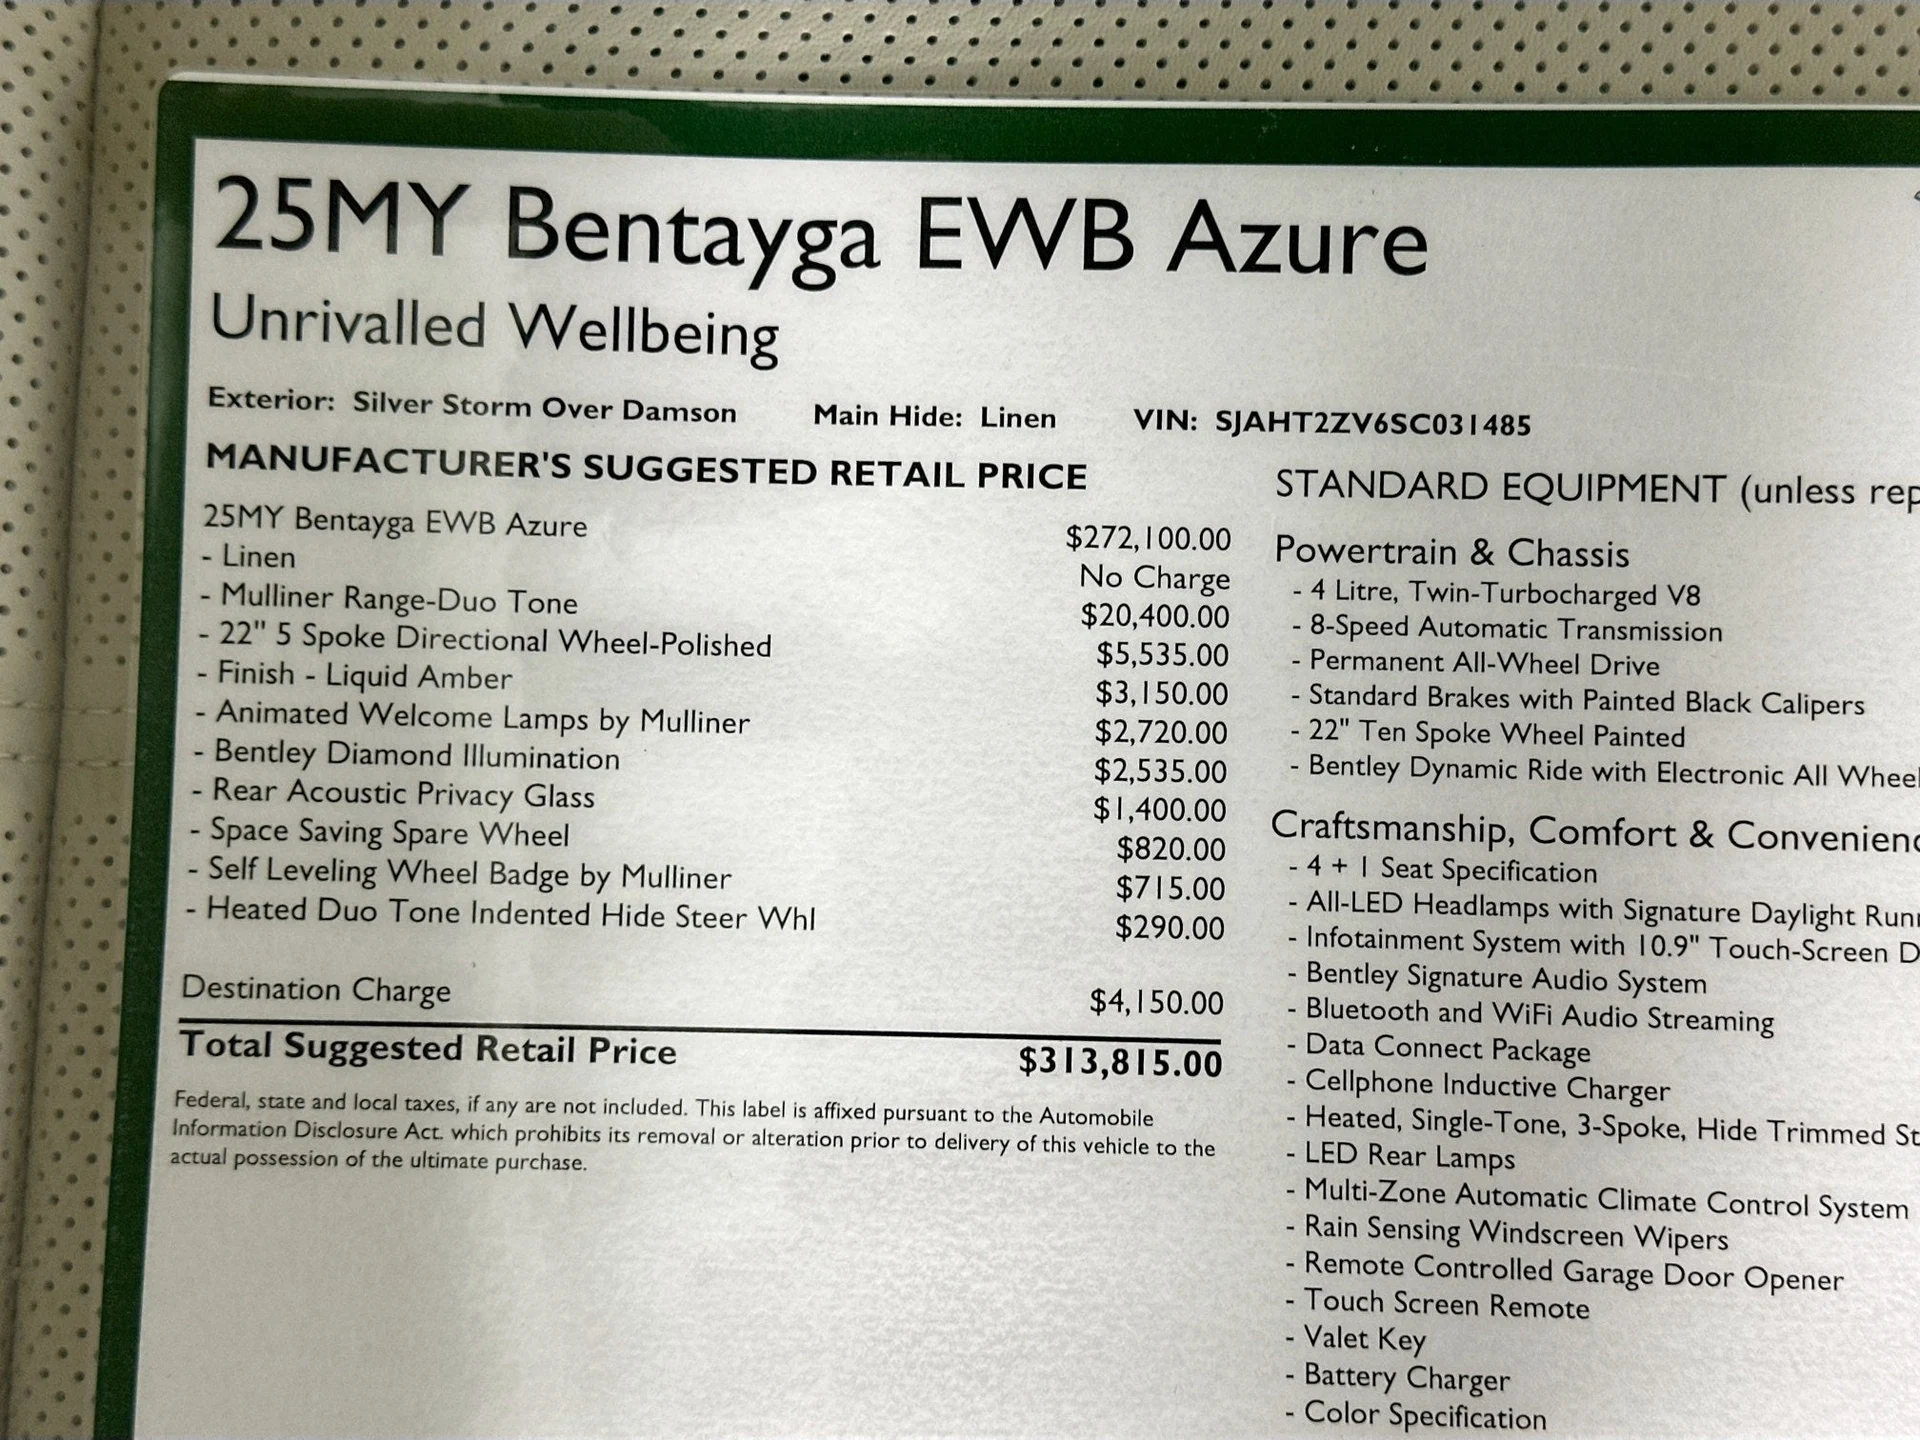 25MY Bentayga EWB Azure
Unrivalled Wellbeing
Exterior: Silver Storm Over Damson Main Hide: Linen VIN: SJAHT2ZV6SC031485
MANUFACTURER'S SUGGESTED RETAIL PRICE
25MY Bentayga EWB Azure $272,100.00
- Linen No Charge
- Mulliner Range-Duo Tone $20,400.00
- 22" 5 Spoke Directional Wheel-Polished $5,535.00
- Finish - Liquid Amber $3,150.00
- Animated Welcome Lamps by Mulliner $2,720.00
- Bentley Diamond Illumination $2,535.00
- Rear Acoustic Privacy Glass $1,400.00
- Space Saving Spare Wheel $820.00
- Self Leveling Wheel Badge by Mulliner $715.00
- Heated Duo Tone Indented Hide Steer Whl $290.00
Destination Charge $4,150.00
Total Suggested Retail Price $313,815.00
Federal, state and local taxes, if any are not included. This label is affixed pursuant to the Automobile
Information Disclosure Act. which prohibits its removal or alteration prior to delivery of this vehicle to the
actual possession of the ultimate purchase.
STANDARD EQUIPMENT (unless rep
Powertrain & Chassis
- 4 Litre, Twin-Turbocharged V8
- 8-Speed Automatic Transmission
- Permanent All-Wheel Drive
- Standard Brakes with Painted Black Calipers
- 22" Ten Spoke Wheel Painted
- Bentley Dynamic Ride with Electronic All Wheel
Craftsmanship, Comfort & Convenienc
- 4 + 1 Seat Specification
- All-LED Headlamps with Signature Daylight Runn
- Infotainment System with 10.9" Touch-Screen D
- Bentley Signature Audio System
- Bluetooth and WiFi Audio Streaming
- Data Connect Package
- Cellphone Inductive Charger
- Heated, Single-Tone, 3-Spoke, Hide Trimmed St
- LED Rear Lamps
- Multi-Zone Automatic Climate Control System
- Rain Sensing Windscreen Wipers
- Remote Controlled Garage Door Opener
- Touch Screen Remote
- Valet Key
- Battery Charger
- Color Specification